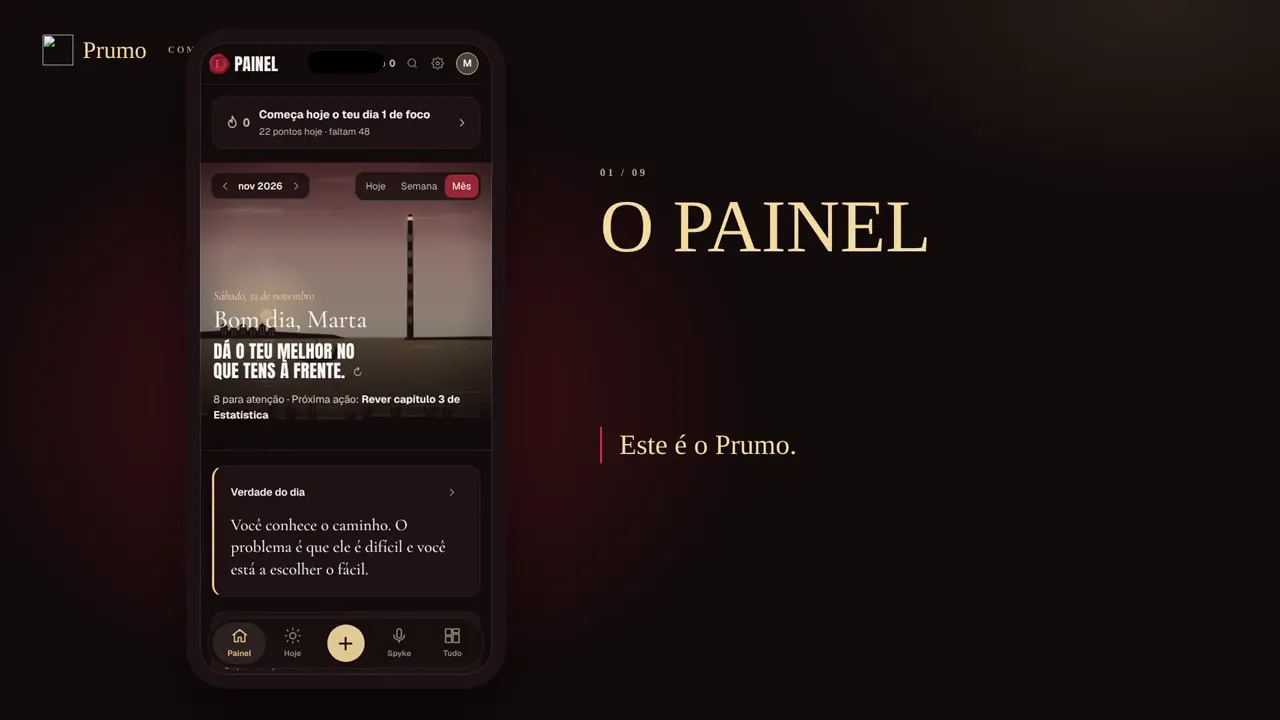 Prumo
COM
PAINEL
0
M
0
Começa hoje o teu dia 1 de foco
22 pontos hoje · faltam 48
nov 2026
Hoje
Semana
Mês
Sábado, 21 de novembro
Bom dia, Marta
DÁ O TEU MELHOR NO
QUE TENS À FRENTE.
8 para atenção · Próxima ação: Rever capítulo 3 de
Estatística
Verdade do dia
Você conhece o caminho. O
problema é que ele é difícil e você
está a escolher o fácil.
Painel
Hoje
Spyke
Tudo
01 / 09
O PAINEL
Este é o Prumo.